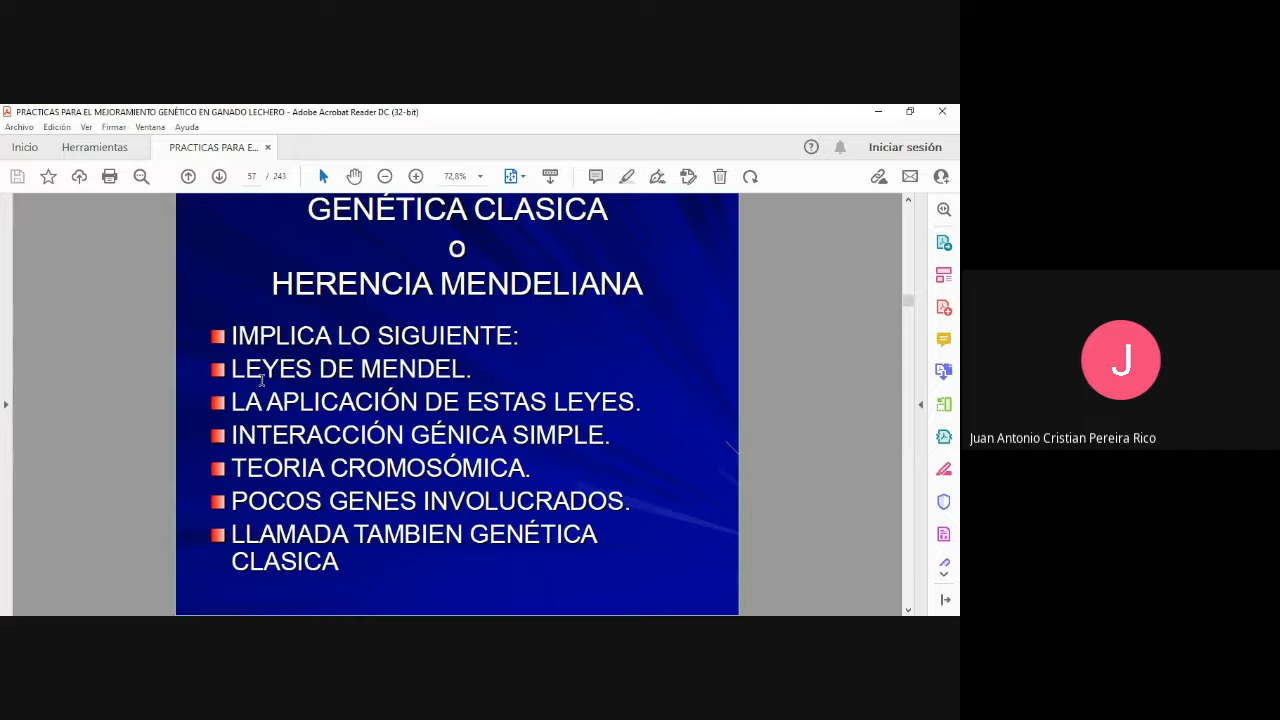 PRACTICAS PARA EL MEJORAMIENTO GENÉTICO EN GANADO LECHERO - Adobe Acrobat Reader DC (32-bit)
Archivo Edición Ver Firmar Ventana Ayuda
Inicio Herramientas PRACTICAS PARA E... × Iniciar sesión
57 / 243 72,8%
GENÉTICA CLASICA
o
HERENCIA MENDELIANA
IMPLICA LO SIGUIENTE:
LEYES DE MENDEL.
LA APLICACIÓN DE ESTAS LEYES.
INTERACCIÓN GÉNICA SIMPLE.
TEORIA CROMOSÓMICA.
POCOS GENES INVOLUCRADOS.
LLAMADA TAMBIEN GENÉTICA
CLASICA
J
Juan Antonio Cristian Pereira Rico